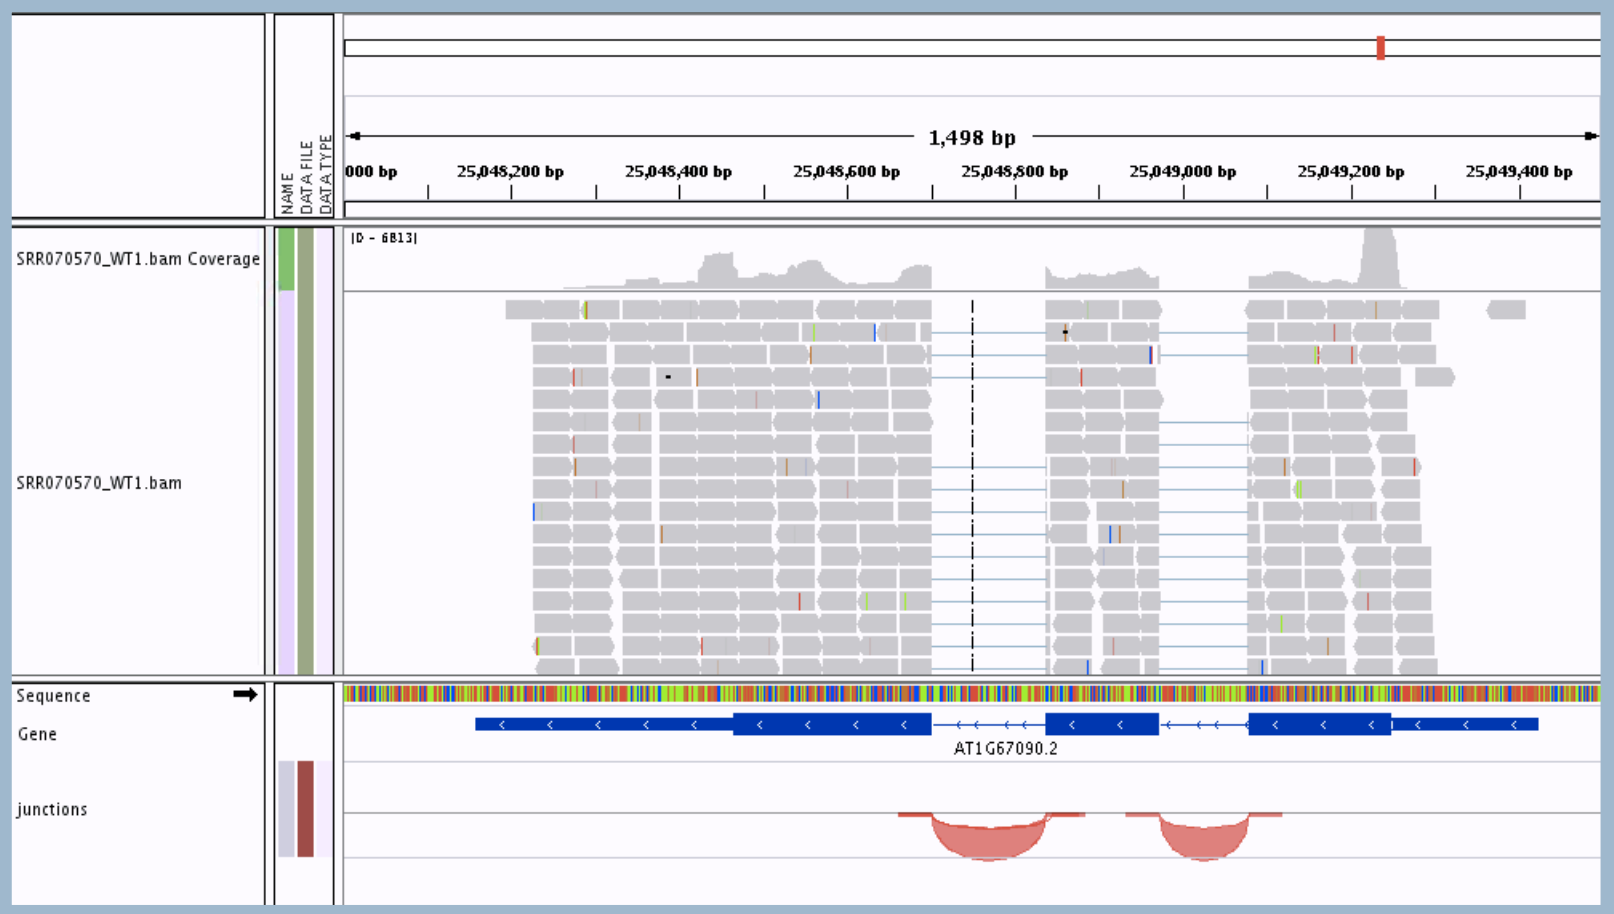 1,498 bp
000 bp 25,048,200 bp 25,048,400 bp 25,048,600 bp 25,048,800 bp 25,049,000 bp 25,049,200 bp 25,049,400 bp
NAME
DATA FILE
DATA TYPE
[0 - 6813]
SRR070570_WT1.bam Coverage
SRR070570_WT1.bam
Sequence
Gene
AT1G67090.2
junctions